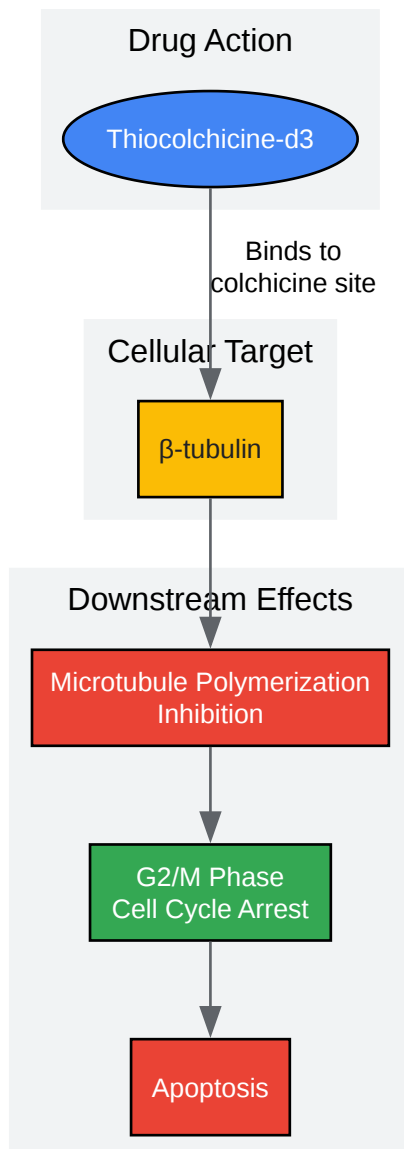 Drug Action
Thiocolchicine-d3
Binds to
colchicine site
Cellular Target
β-tubulin
Downstream Effects
Microtubule Polymerization
Inhibition
G2/M Phase
Cell Cycle Arrest
Apoptosis